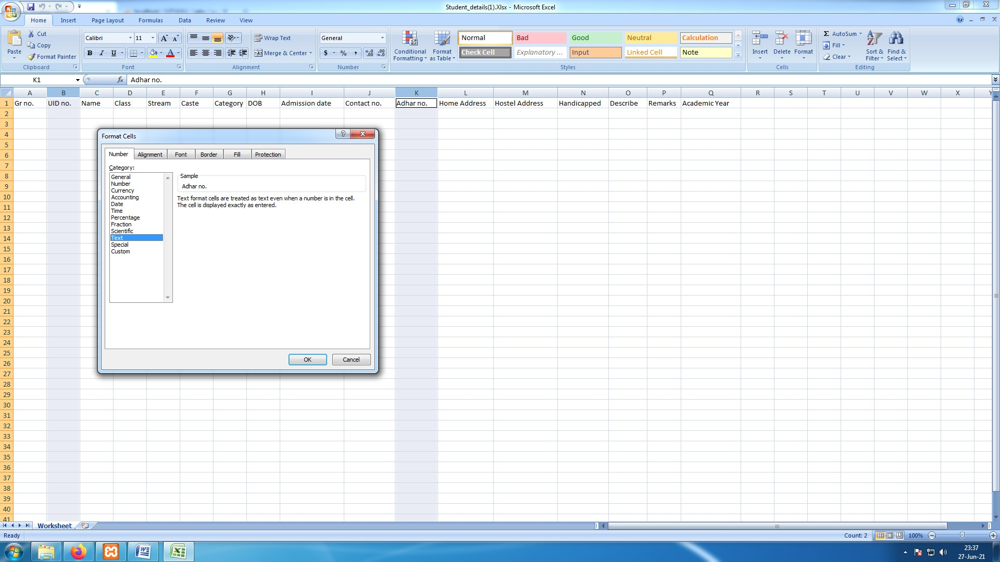 Student_details(1).Xlsx - Microsoft Excel
Home Insert Page Layout Formulas Data Review View
Paste
Cut
Copy
Format Painter
Clipboard
Calibri 11
B I U
Font
Wrap Text
Merge & Center
Alignment
General
$ % ,
Number
Conditional Formatting
Format as Table
Normal Bad Good Neutral Calculation
Check Cell Explanatory ... Input Linked Cell Note
Styles
Insert Delete Format
Cells
Σ AutoSum
Fill
Clear
Sort & Filter
Find & Select
Editing
K1 fx Adhar no.
A B C D E F G H I J K L M N O P Q R S T U V W X Y
1 Gr no. UID no. Name Class Stream Caste Category DOB Admission date Contact no. Adhar no. Home Address Hostel Address Handicapped Describe Remarks Academic Year
2
3
4
5
6
7
8
9
10
11
12
13
14
15
16
17
18
19
20
21
22
23
24
25
26
27
28
29
30
31
32
33
34
35
36
37
38
39
40
41
Format Cells
Number Alignment Font Border Fill Protection
Category:
General
Number
Currency
Accounting
Date
Time
Percentage
Fraction
Scientific
Text
Special
Custom
Sample
Adhar no.
Text format cells are treated as text even when a number is in the cell.
The cell is displayed exactly as entered.
OK Cancel
Worksheet
Ready Count: 2 100%
23:37
27-Jun-21